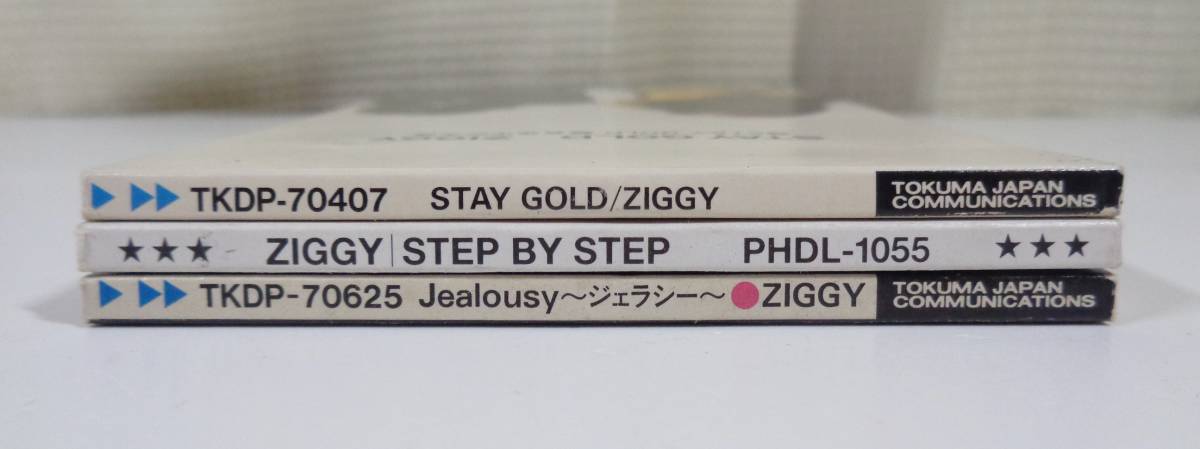 TKDP-70407 STAY GOLD/ZIGGY TOKUMA JAPAN
COMMUNICATIONS
★★★ ZIGGY | STEP BY STEP PHDL-1055 ★★★
TKDP-70625 Jealousy～ジェラシー～●ZIGGY TOKUMA JAPAN
COMMUNICATIONS